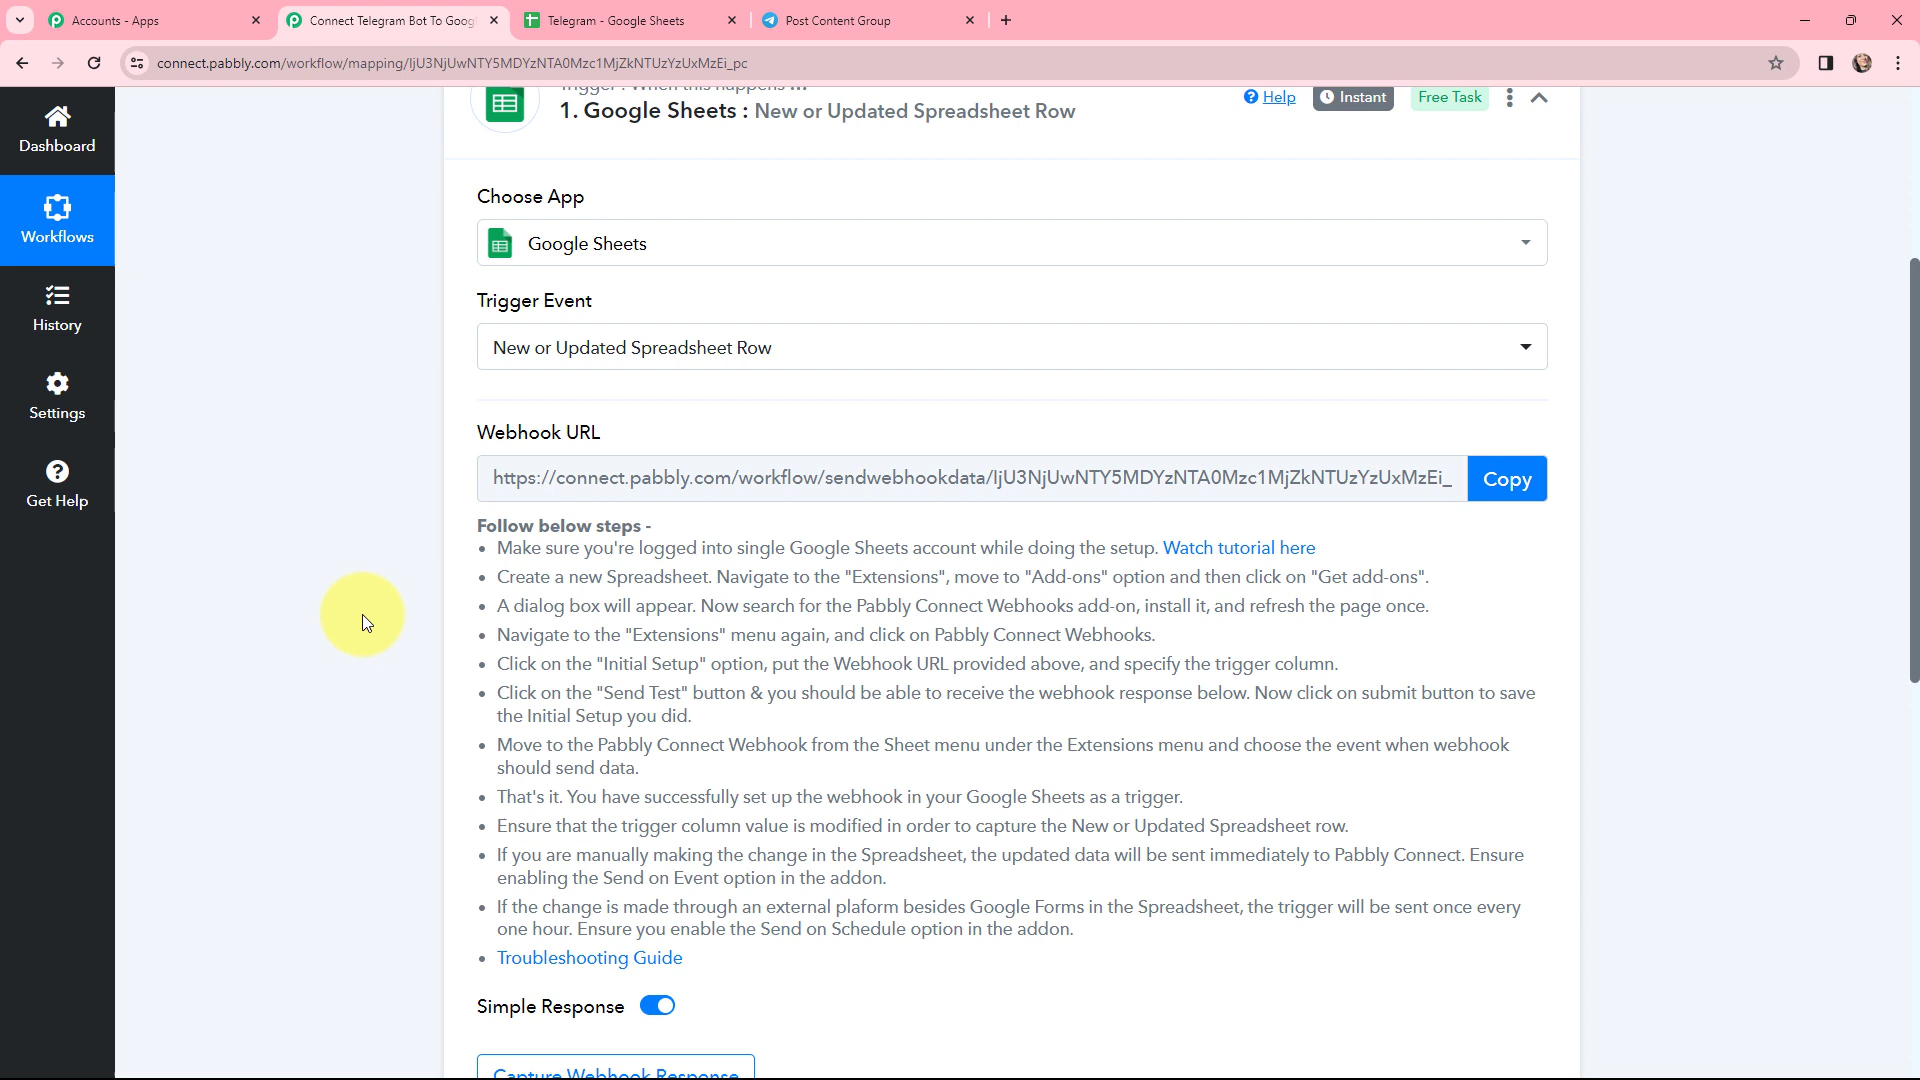 Accounts - Apps
Connect Telegram Bot To Goog
Telegram - Google Sheets
Post Content Group
connect.pabbly.com/workflow/mapping/IjU3NjUwNTY5MDYzNTA0Mzc1MjZkNTUzYzUxMzEi_pc
Dashboard
Workflows
History
Settings
Get Help
Trigger : When this happens ...
1. Google Sheets : New or Updated Spreadsheet Row
Help
Instant
Free Task
Choose App
Google Sheets
Trigger Event
New or Updated Spreadsheet Row
Webhook URL
https://connect.pabbly.com/workflow/sendwebhookdata/IjU3NjUwNTY5MDYzNTA0Mzc1MjZkNTUzYzUxMzEi_
Copy
Follow below steps -
• Make sure you're logged into single Google Sheets account while doing the setup. Watch tutorial here
• Create a new Spreadsheet. Navigate to the "Extensions", move to "Add-ons" option and then click on "Get add-ons".
• A dialog box will appear. Now search for the Pabbly Connect Webhooks add-on, install it, and refresh the page once.
• Navigate to the "Extensions" menu again, and click on Pabbly Connect Webhooks.
• Click on the "Initial Setup" option, put the Webhook URL provided above, and specify the trigger column.
• Click on the "Send Test" button & you should be able to receive the webhook response below. Now click on submit button to save
the Initial Setup you did.
• Move to the Pabbly Connect Webhook from the Sheet menu under the Extensions menu and choose the event when webhook
should send data.
• That's it. You have successfully set up the webhook in your Google Sheets as a trigger.
• Ensure that the trigger column value is modified in order to capture the New or Updated Spreadsheet row.
• If you are manually making the change in the Spreadsheet, the updated data will be sent immediately to Pabbly Connect. Ensure
enabling the Send on Event option in the addon.
• If the change is made through an external plaform besides Google Forms in the Spreadsheet, the trigger will be sent once every
one hour. Ensure you enable the Send on Schedule option in the addon.
• Troubleshooting Guide
Simple Response
Capture Webhook Response